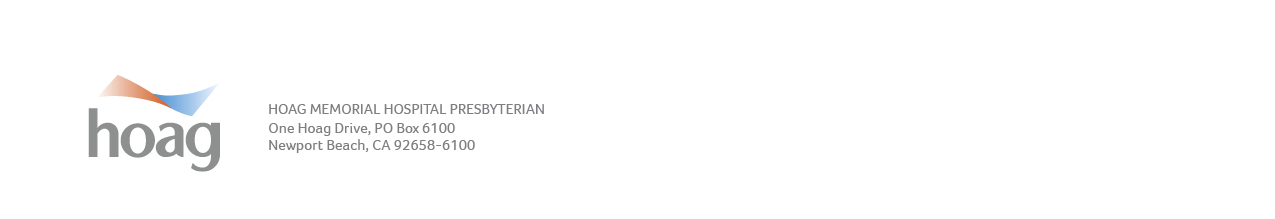 hoag
HOAG MEMORIAL HOSPITAL PRESBYTERIAN
One Hoag Drive, PO Box 6100
Newport Beach, CA 92658-6100